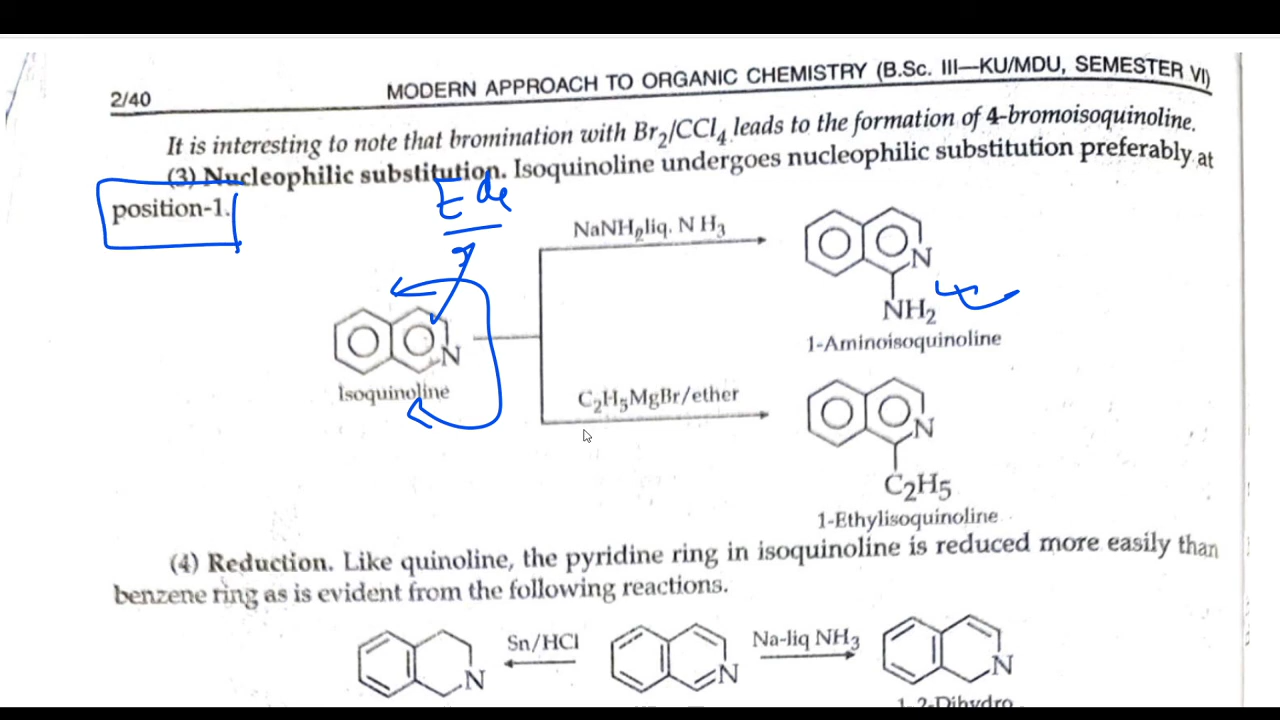 2/40
MODERN APPROACH TO ORGANIC CHEMISTRY (B.Sc. III—KU/MDU, SEMESTER VI)
It is interesting to note that bromination with Br₂/CCl₄ leads to the formation of 4-bromoisoquinoline.
(3) Nucleophilic substitution. Isoquinoline undergoes nucleophilic substitution preferably at
position-1.
NaNH₂liq. NH₃
N
NH₂
1-Aminoisoquinoline
N
Isoquinoline
C₂H₅MgBr/ether
N
C₂H₅
1-Ethylisoquinoline
(4) Reduction. Like quinoline, the pyridine ring in isoquinoline is reduced more easily than
benzene ring as is evident from the following reactions.
N
Sn/HCl
N
Na-liq NH₃
N
1,2-Dihydro